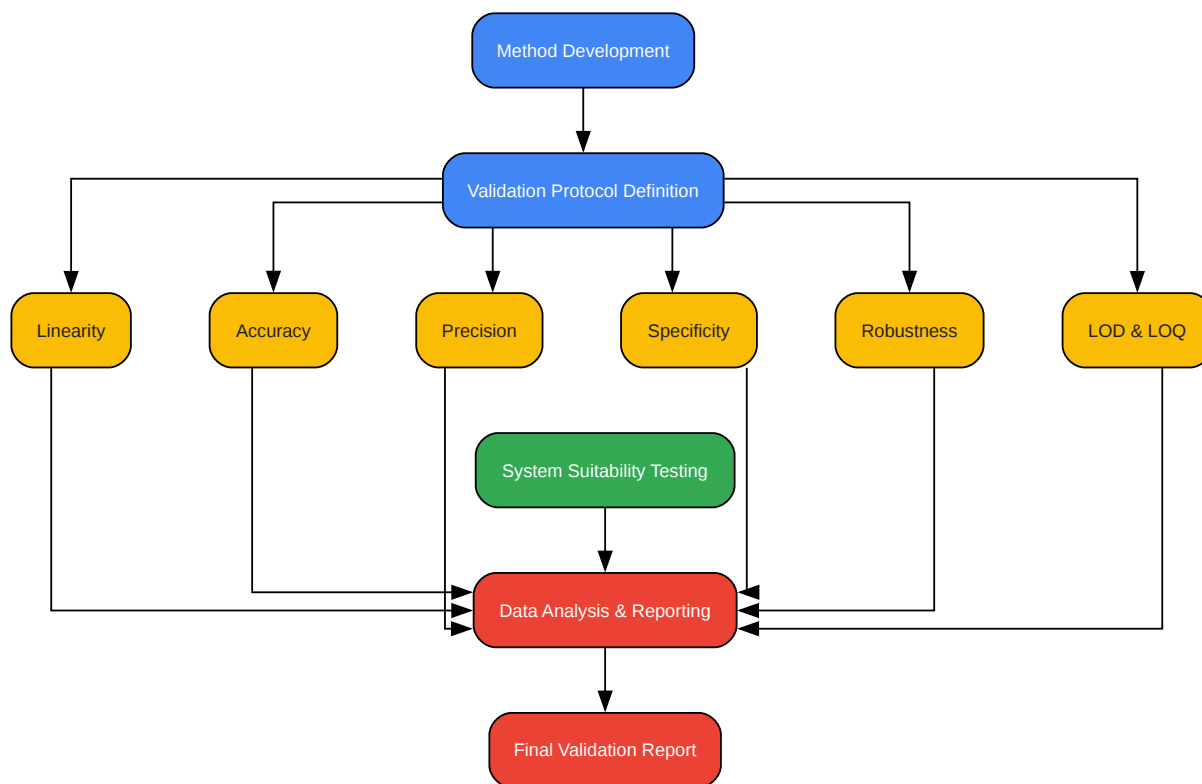 Method Development
Validation Protocol Definition
Linearity
Accuracy
Precision
Specificity
Robustness
LOD & LOQ
System Suitability Testing
Data Analysis & Reporting
Final Validation Report